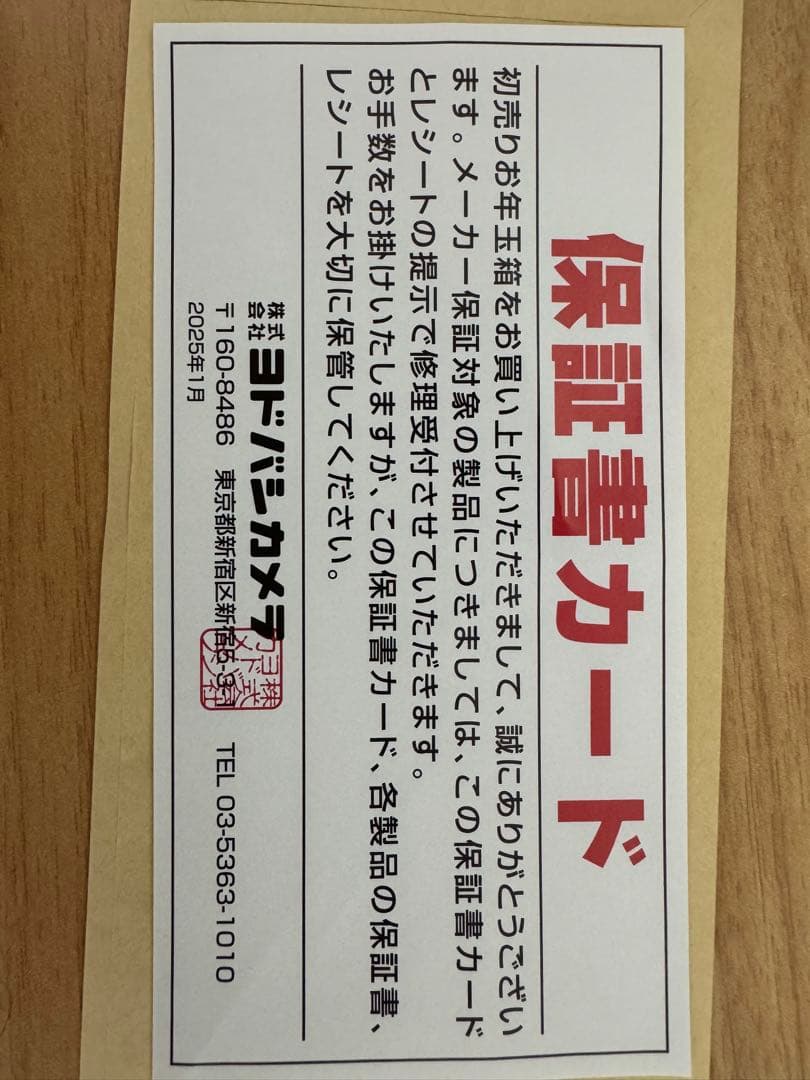 保証書カード
初売りお年玉箱をお買い上げいただきまして、誠にありがとうござい
ます。メーカー保証対象の製品につきましては、この保証書カード
とレシートの提示で修理受付させていただきます。
お手数をお掛けいたしますが、この保証書カード、各製品の保証書、
レシートを大切に保管してください。
株式会社 ヨドバシカメラ
〒160-8486 東京都新宿区新宿5-3-1 TEL 03-5363-1010
2025年1月